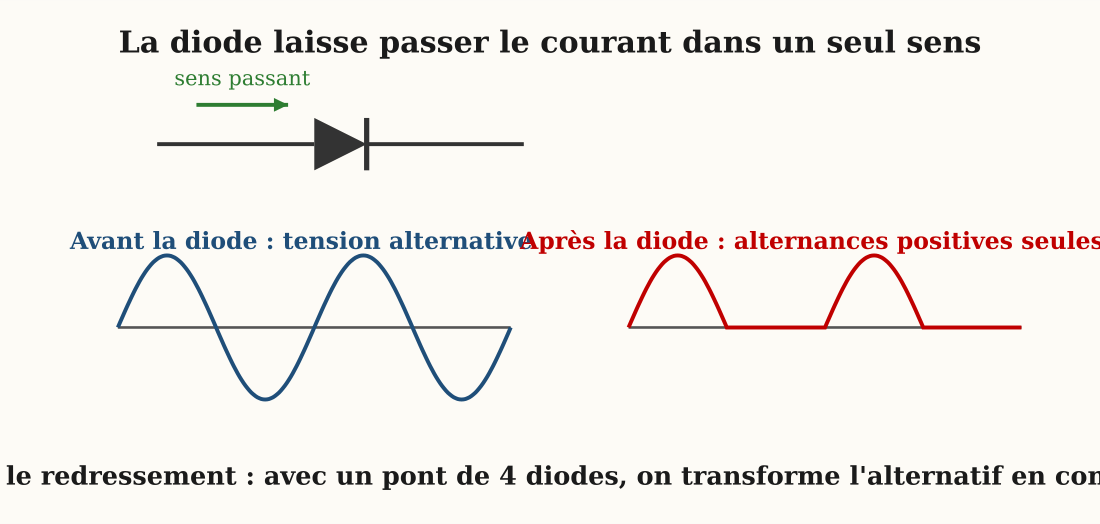 La diode laisse passer le courant dans un seul sens
sens passant
Avant la diode : tension alternative
Après la diode : alternances positives seules
le redressement : avec un pont de 4 diodes, on transforme l'alternatif en con